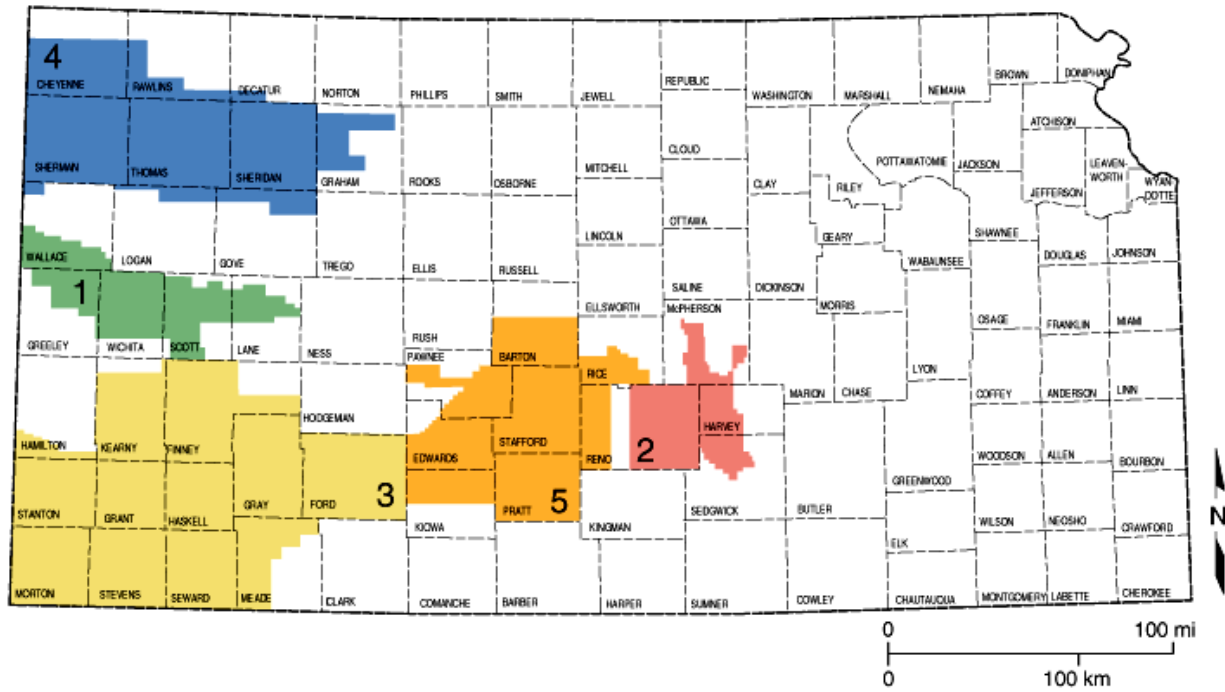 4
CHEYENNE
RAWLINS
DECATUR
NORTON
PHILLIPS
SMITH
JEWELL
REPUBLIC
WASHINGTON
MARSHALL
NEMAHA
BROWN
DONIPHAN
ATCHISON
SHERMAN
THOMAS
SHERIDAN
GRAHAM
ROOKS
OSBORNE
MITCHELL
CLOUD
CLAY
RILEY
POTTAWATOMIE
JACKSON
JEFFERSON
LEAVEN-
WORTH
WYAN
DOTTE
WALLACE
LOGAN
GOVE
TREGO
ELLIS
RUSSELL
LINCOLN
OTTAWA
SALINE
DICKINSON
GEARY
WABAUNSEE
SHAWNEE
DOUGLAS
JOHNSON
1
GREELEY
WICHITA
SCOTT
LANE
NESS
RUSH
PAWNEE
BARTON
ELLSWORTH
RICE
McPHERSON
MARION
MORRIS
CHASE
LYON
OSAGE
FRANKLIN
MIAMI
COFFEY
ANDERSON
LINN
HAMILTON
KEARNY
FINNEY
HODGEMAN
EDWARDS
STAFFORD
RENO
2
HARVEY
GREENWOOD
WOODSON
ALLEN
BOURBON
STANTON
GRANT
HASKELL
GRAY
FORD
3
KIOWA
PRATT
5
KINGMAN
SEDGWICK
BUTLER
ELK
WILSON
NEOSHO
CRAWFORD
N
MORTON
STEVENS
SEWARD
MEADE
CLARK
COMANCHE
BARBER
HARPER
SUMNER
COWLEY
CHAUTAUQUA
MONTGOMERY
LABETTE
CHEROKEE
0
100 mi
0
100 km